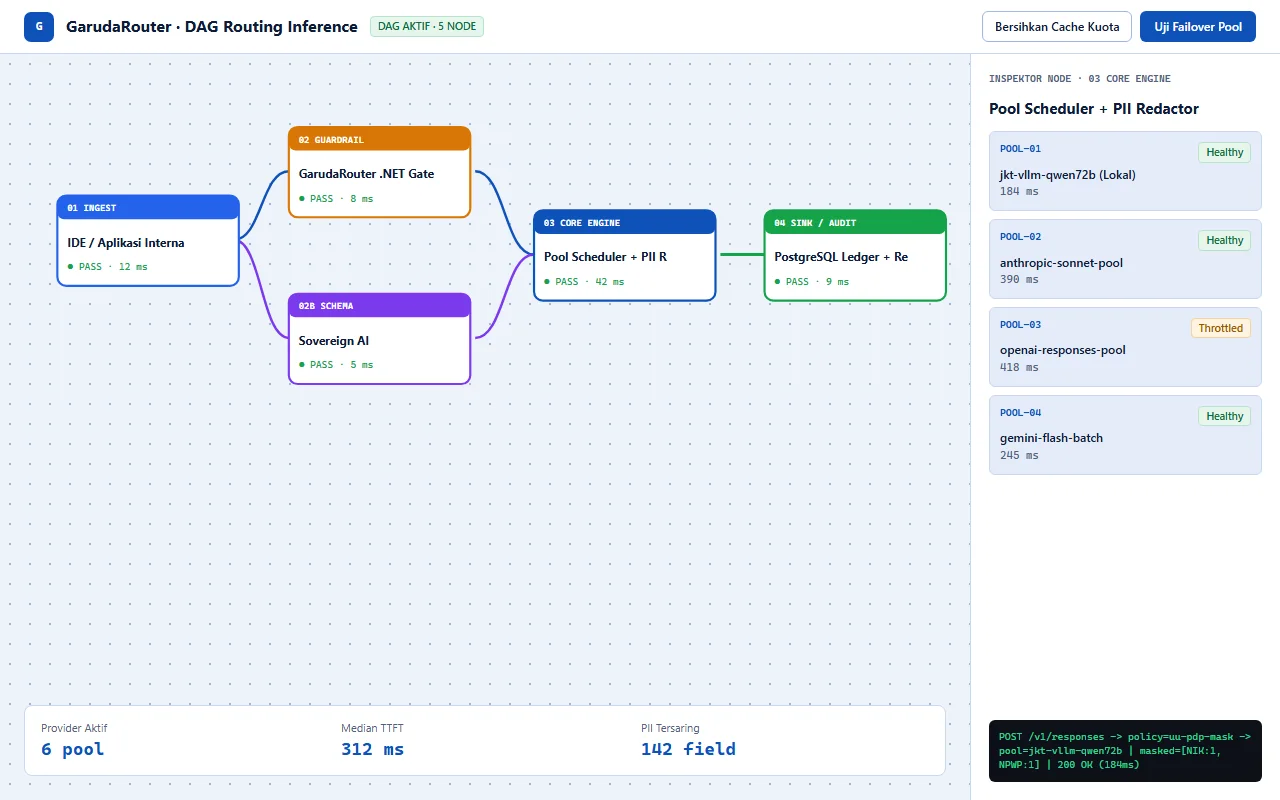 G
GarudaRouter · DAG Routing Inference
DAG AKTIF · 5 NODE
Bersihkan Cache Kuota
Uji Failover Pool
01 INGEST
IDE / Aplikasi Interna
● PASS · 12 ms
02 GUARDRAIL
GarudaRouter .NET Gate
● PASS · 8 ms
02B SCHEMA
Sovereign AI
● PASS · 5 ms
03 CORE ENGINE
Pool Scheduler + PII R
● PASS · 42 ms
04 SINK / AUDIT
PostgreSQL Ledger + Re
● PASS · 9 ms
Provider Aktif
6 pool
Median TTFT
312 ms
PII Tersaring
142 field
INSPEKTOR NODE · 03 CORE ENGINE
Pool Scheduler + PII Redactor
POOL-01
Healthy
jkt-vllm-qwen72b (Lokal)
184 ms
POOL-02
Healthy
anthropic-sonnet-pool
390 ms
POOL-03
Throttled
openai-responses-pool
418 ms
POOL-04
Healthy
gemini-flash-batch
245 ms
POST /v1/responses -> policy=uu-pdp-mask ->
pool=jkt-vllm-qwen72b | masked=[NIK:1,
NPWP:1] | 200 OK (184ms)